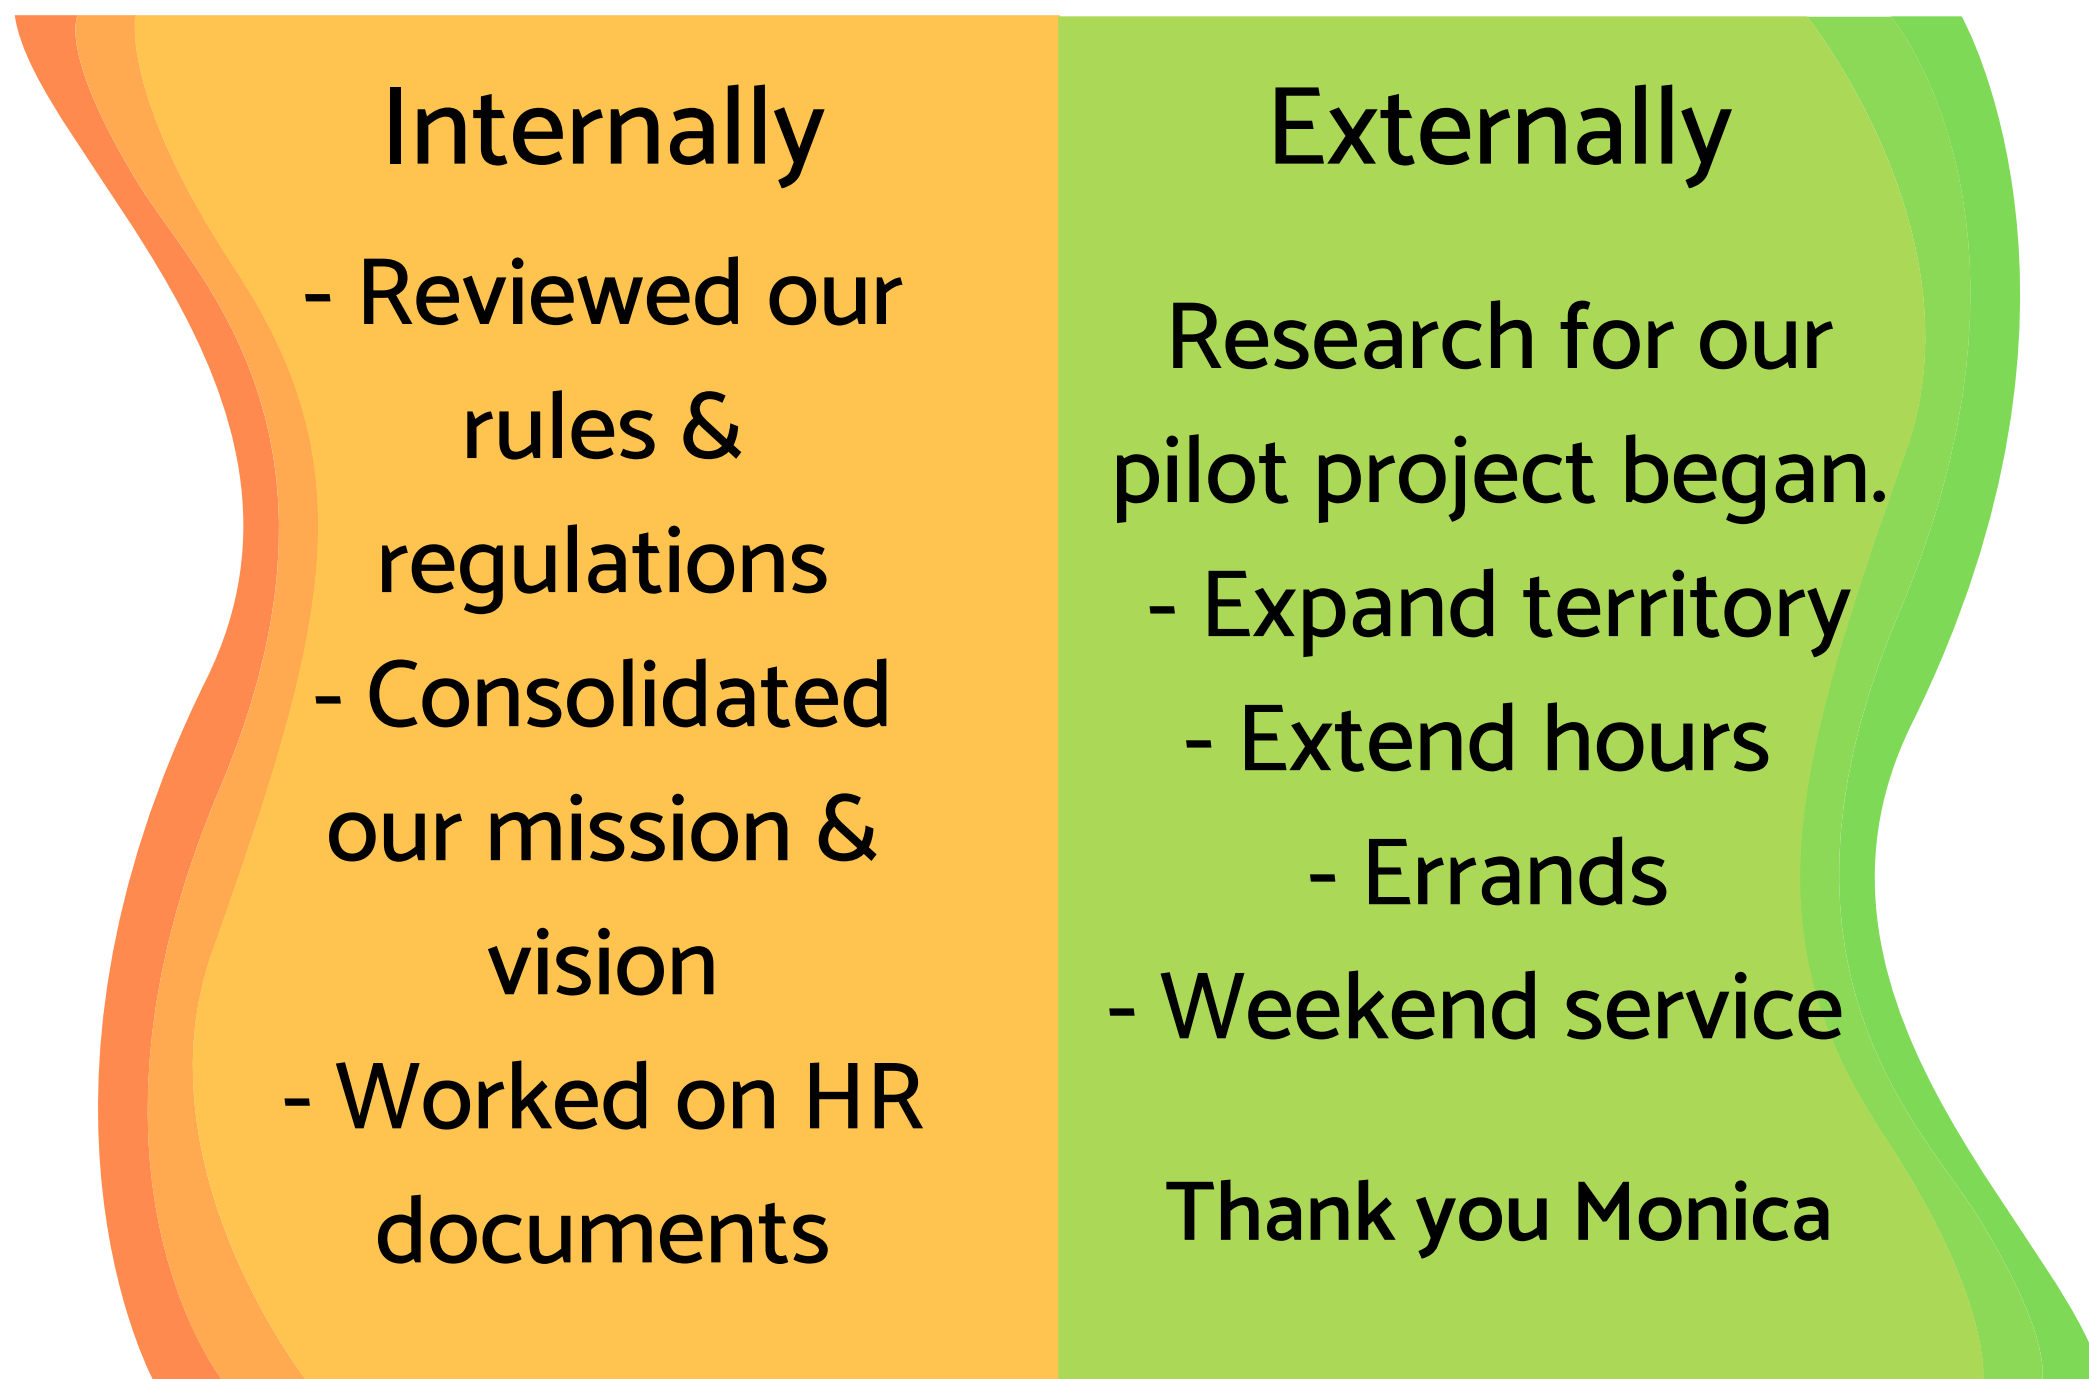 Internally
- Reviewed our
rules &
regulations
- Consolidated
our mission &
vision
- Worked on HR
documents
Externally
Research for our
pilot project began.
- Expand territory
- Extend hours
- Errands
- Weekend service
Thank you Monica